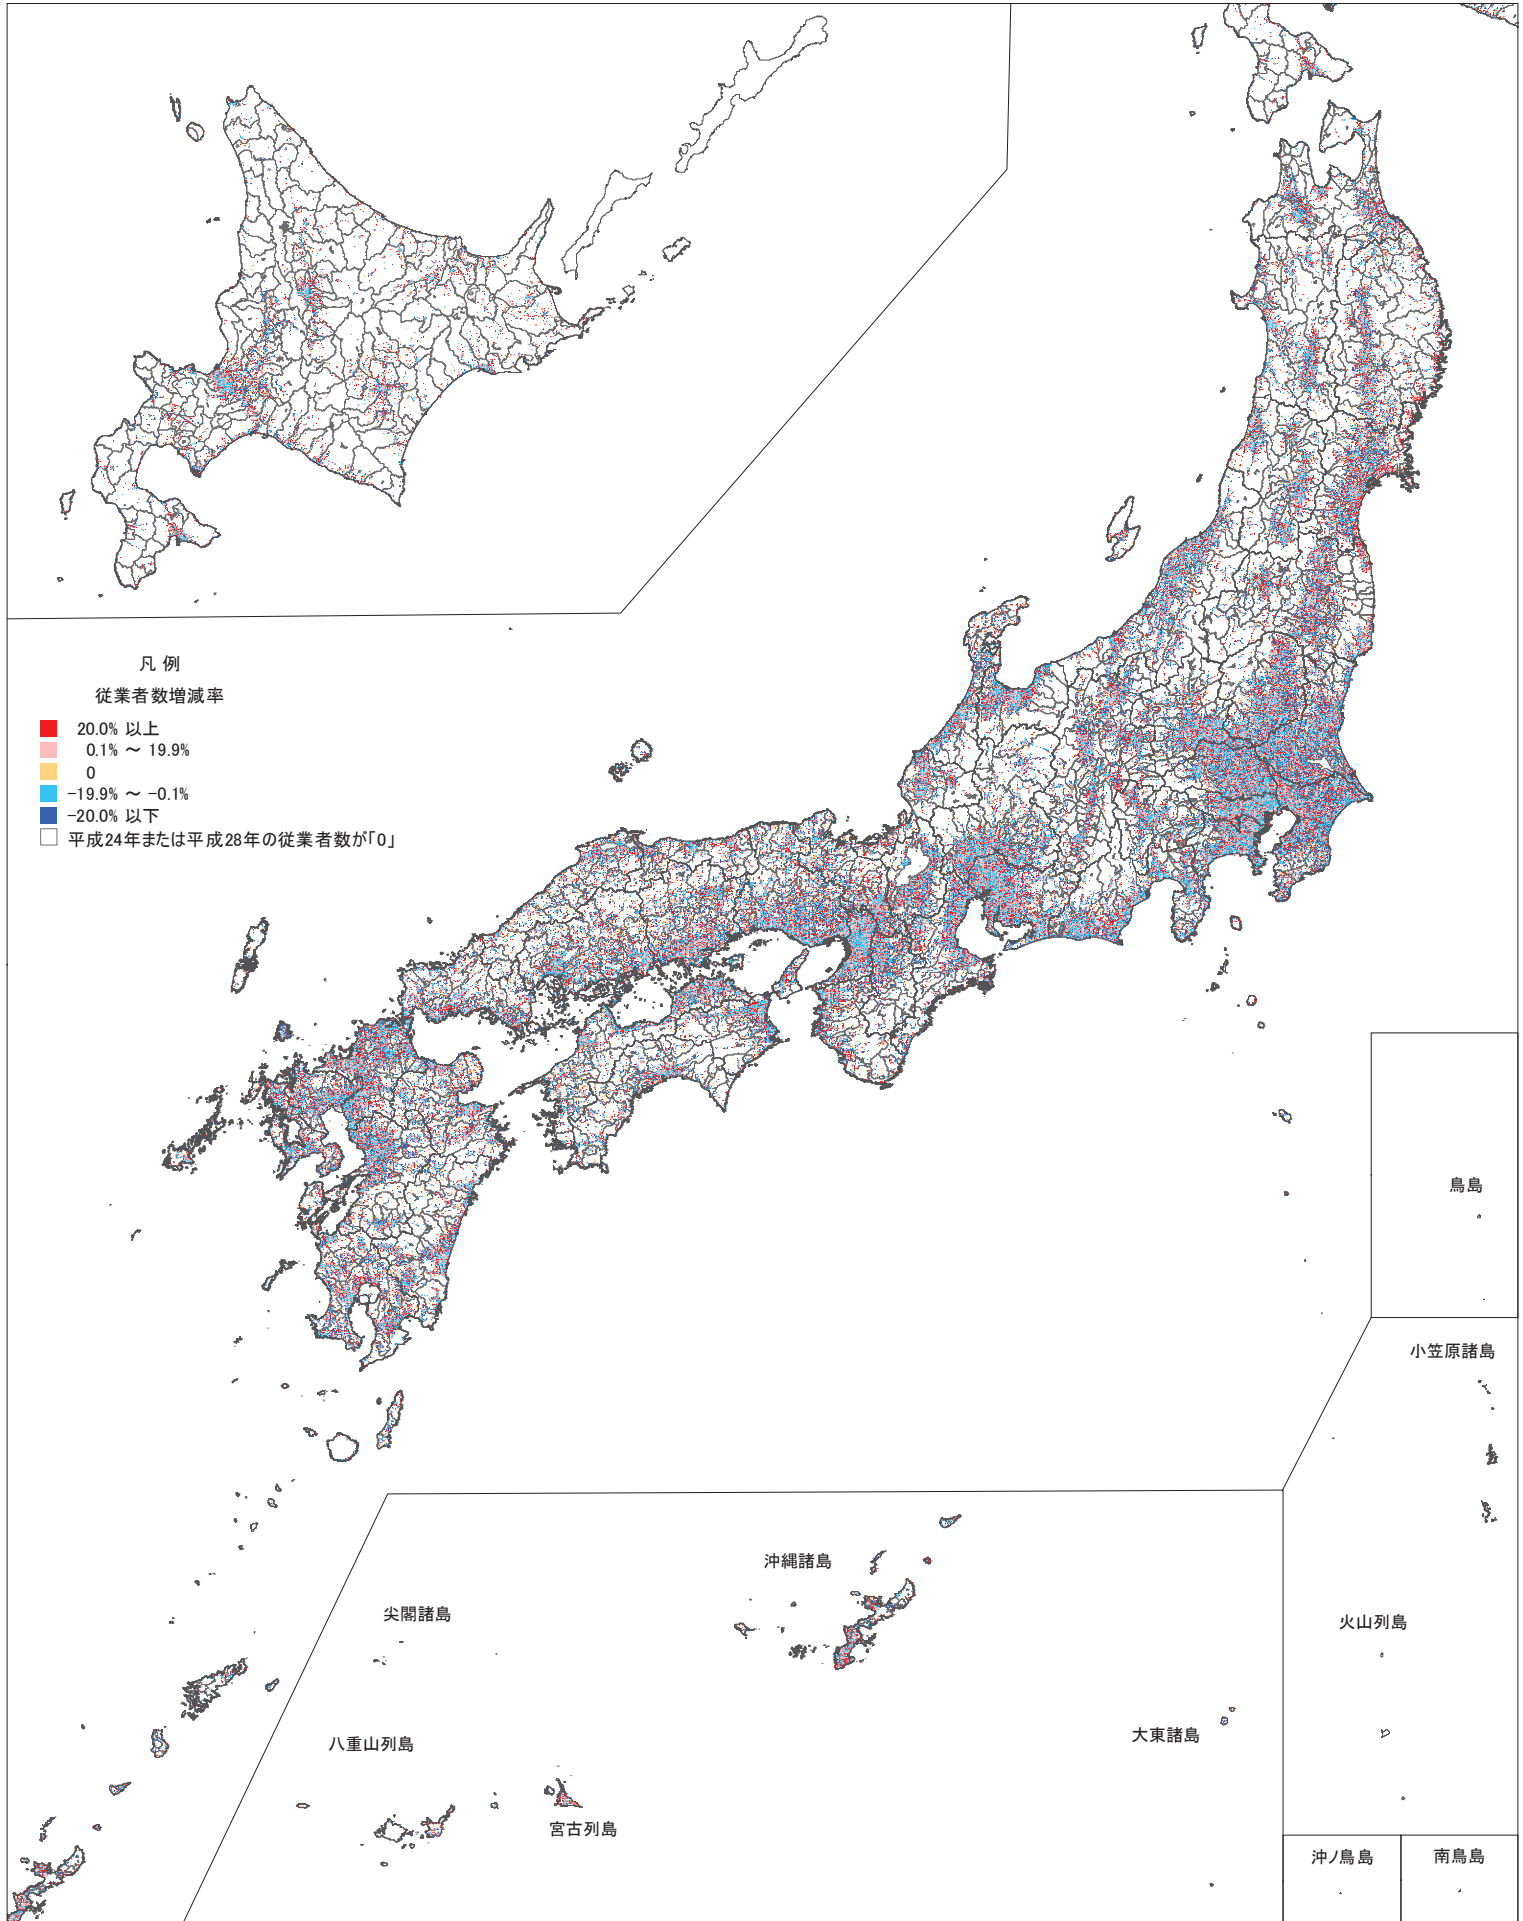 凡 例
従業者数増減率
20.0% 以上
0.1% ～ 19.9%
0
−19.9% ～ −0.1%
−20.0% 以下
平成24年または平成28年の従業者数が「0」
鳥島
小笠原諸島
沖縄諸島
尖閣諸島
火山列島
大東諸島
八重山列島
宮古列島
沖ノ鳥島
南鳥島